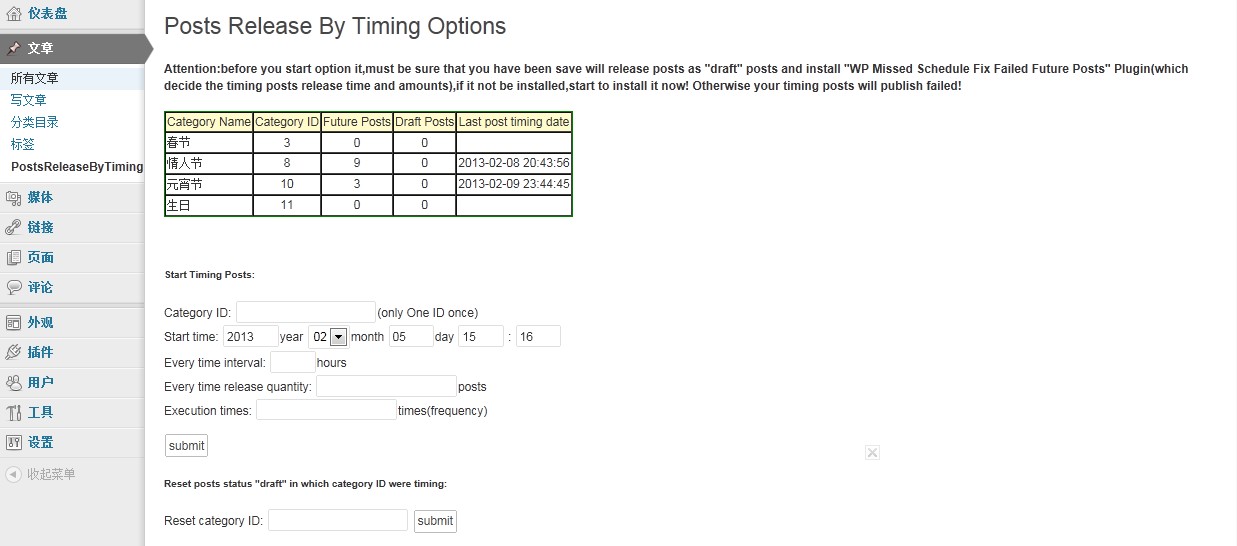 仪表盘
文章
所有文章
写文章
分类目录
标签
PostsReleaseByTiming
媒体
链接
页面
评论
外观
插件
用户
工具
设置
收起菜单
Posts Release By Timing Options
Attention:before you start option it,must be sure that you have been save will release posts as "draft" posts and install "WP Missed Schedule Fix Failed Future Posts" Plugin(which
decide the timing posts release time and amounts),if it not be installed,start to install it now! Otherwise your timing posts will publish failed!
Category Name Category ID Future Posts Draft Posts Last post timing date
春节 3 0 0
情人节 8 9 0 2013-02-08 20:43:56
元宵节 10 3 0 2013-02-09 23:44:45
生日 11 0 0
Start Timing Posts:
Category ID: (only One ID once)
Start time: 2013 year 02 month 05 day 15 : 16
Every time interval: hours
Every time release quantity: posts
Execution times: times(frequency)
submit
Reset posts status "draft" in which category ID were timing:
Reset category ID: submit